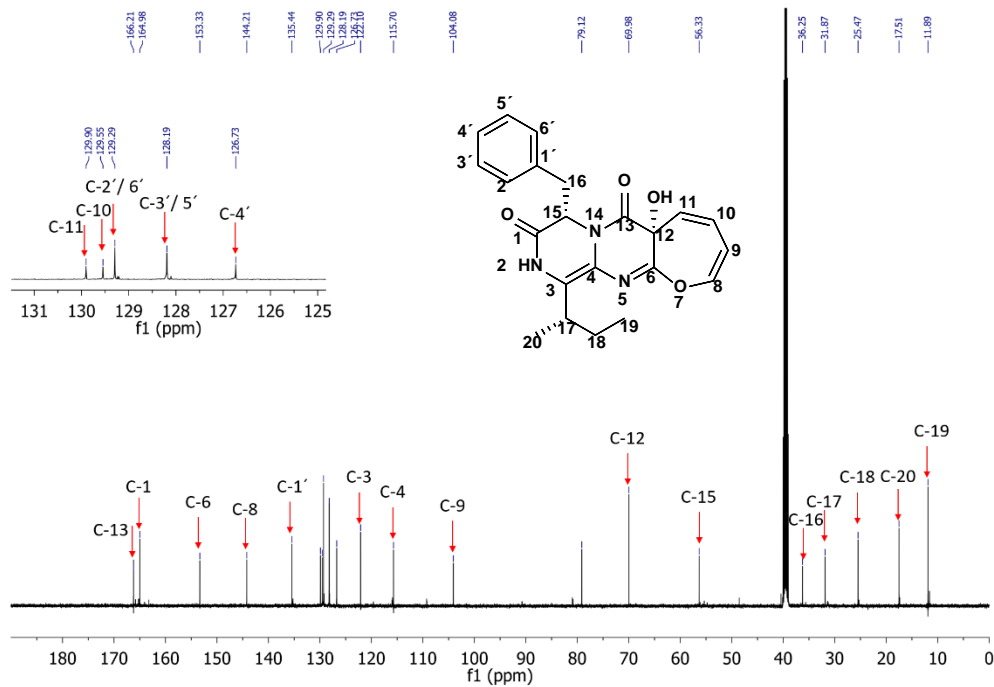 166.21 164.98 153.33 144.21 135.44 129.90 129.29 128.19 126.73 122.10 115.70 104.08 79.12 69.98 56.33 36.25 31.87 25.47 17.51 11.89
129.90 129.55 129.29 128.19 126.73
C-2´/ 6´
C-10
C-11
C-3´/ 5´
C-4´
131 130 129 128 127 126 125
f1 (ppm)
5´
4´ 6´
3´ 1´
2´ 16
O OH
11
15 14 13 12 10
O 1 9
HN 2 4 N 6 O 8
3 N 5 7
17 19
20 18
C-13
C-1
C-6
C-8
C-1´
C-3
C-4
C-9
C-12
C-15
C-16
C-17
C-18
C-20
C-19
180 170 160 150 140 130 120 110 100 90 80 70 60 50 40 30 20 10 0
f1 (ppm)